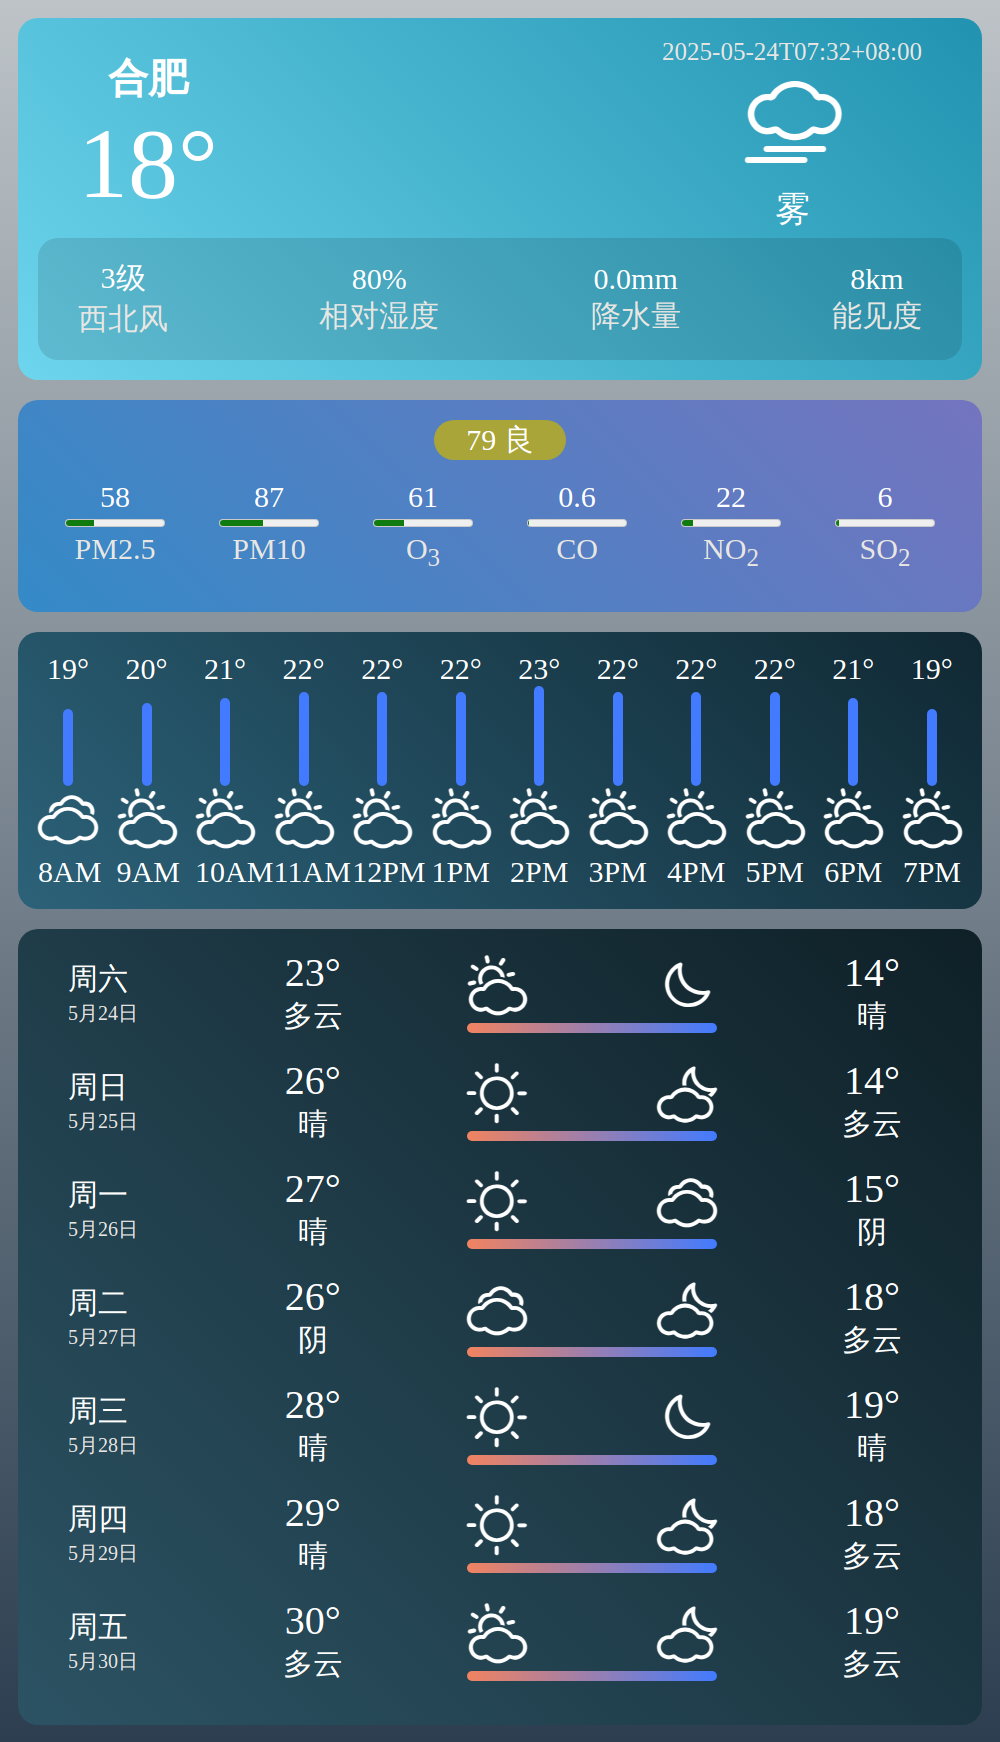 合肥
18°
2025-05-24T07:32+08:00
雾
3级 80% 0.0mm 8km
西北风 相对湿度 降水量 能见度
79 良
58 87 61 0.6 22 6
PM2.5 PM10 O3 CO NO2 SO2
19° 20° 21° 22° 22° 22° 23° 22° 22° 22° 21° 19°
8AM 9AM 10AM 11AM 12PM 1PM 2PM 3PM 4PM 5PM 6PM 7PM
周六 23° 14°
5月24日 多云 晴
周日 26° 14°
5月25日 晴 多云
周一 27° 15°
5月26日 晴 阴
周二 26° 18°
5月27日 阴 多云
周三 28° 19°
5月28日 晴 晴
周四 29° 18°
5月29日 晴 多云
周五 30° 19°
5月30日 多云 多云